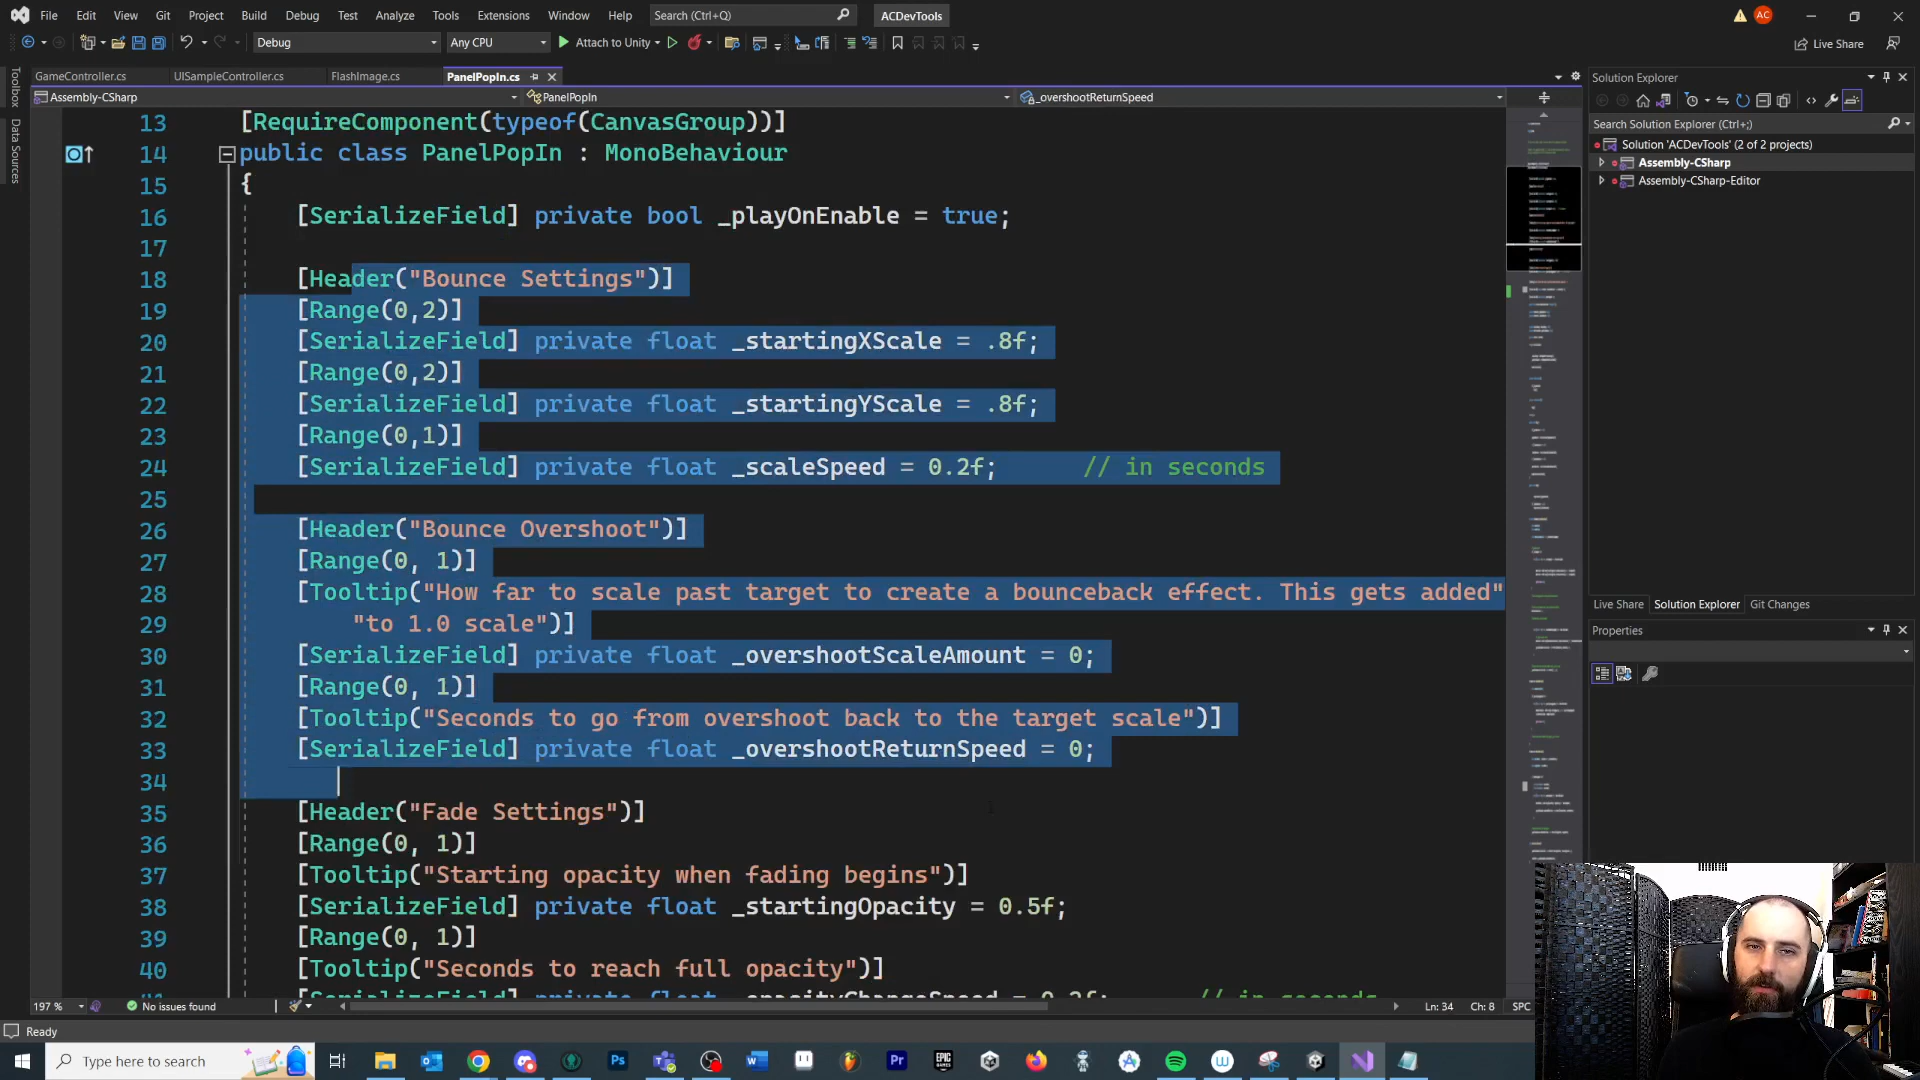 File Edit View Git Project Build Debug Test Analyze Tools Extensions Window Help Search (Ctrl+Q) ACDevTools AC
Debug Any CPU Attach to Unity Live Share
GameController.cs UISampleController.cs FlashImage.cs PanelPopIn.cs
Assembly-CSharp PanelPopIn _overshootReturnSpeed
Toolbox
Data Sources
13 [RequireComponent(typeof(CanvasGroup))]
14 public class PanelPopIn : MonoBehaviour
15 {
16 [SerializeField] private bool _playOnEnable = true;
17
18 [Header("Bounce Settings")]
19 [Range(0,2)]
20 [SerializeField] private float _startingXScale = .8f;
21 [Range(0,2)]
22 [SerializeField] private float _startingYScale = .8f;
23 [Range(0,1)]
24 [SerializeField] private float _scaleSpeed = 0.2f; // in seconds
25
26 [Header("Bounce Overshoot")]
27 [Range(0, 1)]
28 [Tooltip("How far to scale past target to create a bounceback effect. This gets added"
29 "to 1.0 scale")]
30 [SerializeField] private float _overshootScaleAmount = 0;
31 [Range(0, 1)]
32 [Tooltip("Seconds to go from overshoot back to the target scale")]
33 [SerializeField] private float _overshootReturnSpeed = 0;
34
35 [Header("Fade Settings")]
36 [Range(0, 1)]
37 [Tooltip("Starting opacity when fading begins")]
38 [SerializeField] private float _startingOpacity = 0.5f;
39 [Range(0, 1)]
40 [Tooltip("Seconds to reach full opacity")]
197 % No issues found Ln: 34 Ch: 8 SPC
Solution Explorer
Search Solution Explorer (Ctrl+;)
Solution 'ACDevTools' (2 of 2 projects)
Assembly-CSharp
Assembly-CSharp-Editor
Live Share Solution Explorer Git Changes
Properties
Ready
Type here to search